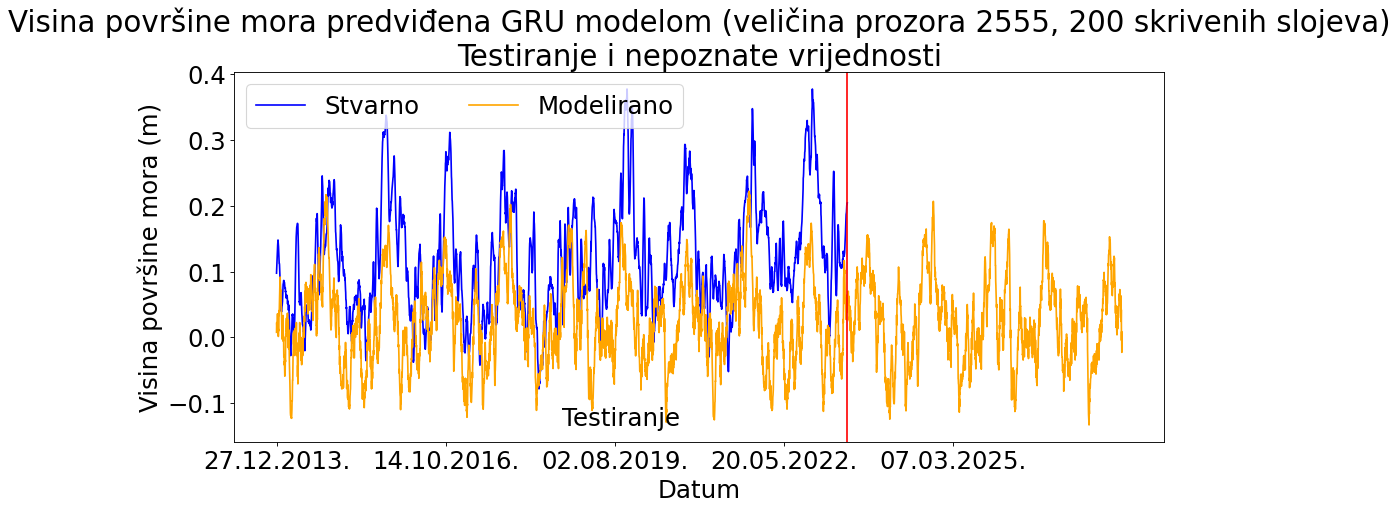 Visina površine mora predviđena GRU modelom (veličina prozora 2555, 200 skrivenih slojeva)
Testiranje i nepoznate vrijednosti
Stvarno
Modelirano
Visina površine mora (m)
0.4
0.3
0.2
0.1
0.0
−0.1
Testiranje
27.12.2013.
14.10.2016.
02.08.2019.
20.05.2022.
07.03.2025.
Datum